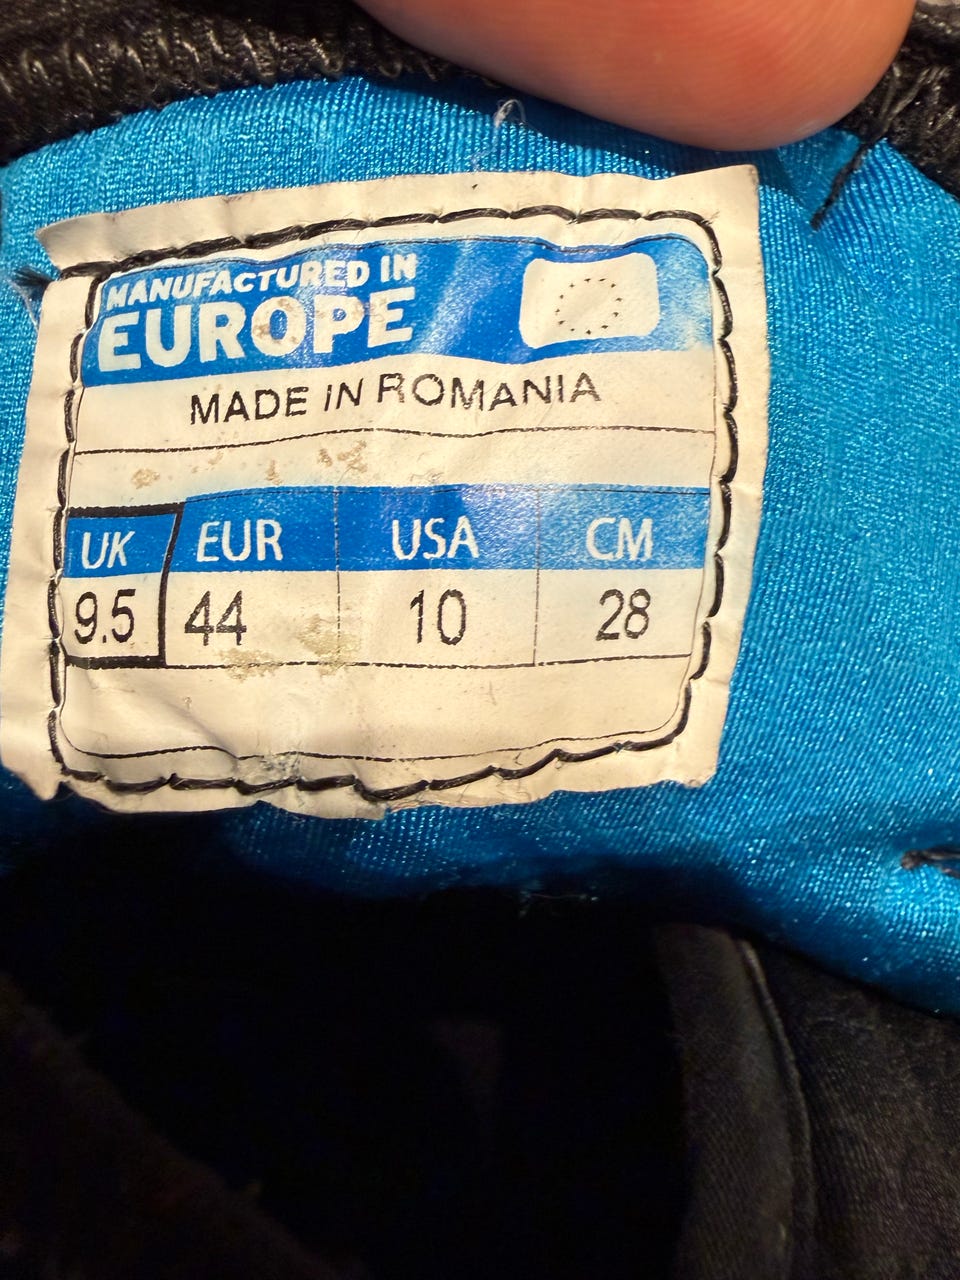 MANUFACTURED IN
EUROPE
MADE IN ROMANIA
UK EUR USA CM
9.5 44 10 28